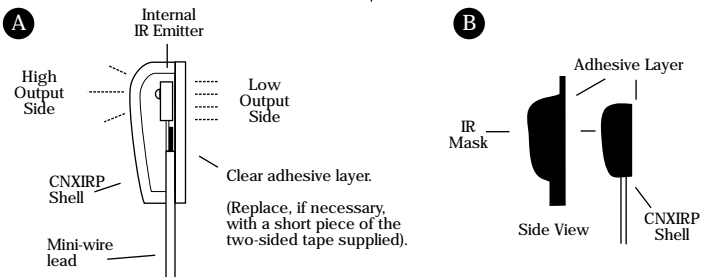 A
Internal
IR Emitter
High
Output
Side
Low
Output
Side
CNXIRP
Shell
Clear adhesive layer.
(Replace, if necessary,
with a short piece of the
two-sided tape supplied).
Mini-wire
lead
B
Adhesive Layer
IR
Mask
Side View
CNXIRP
Shell